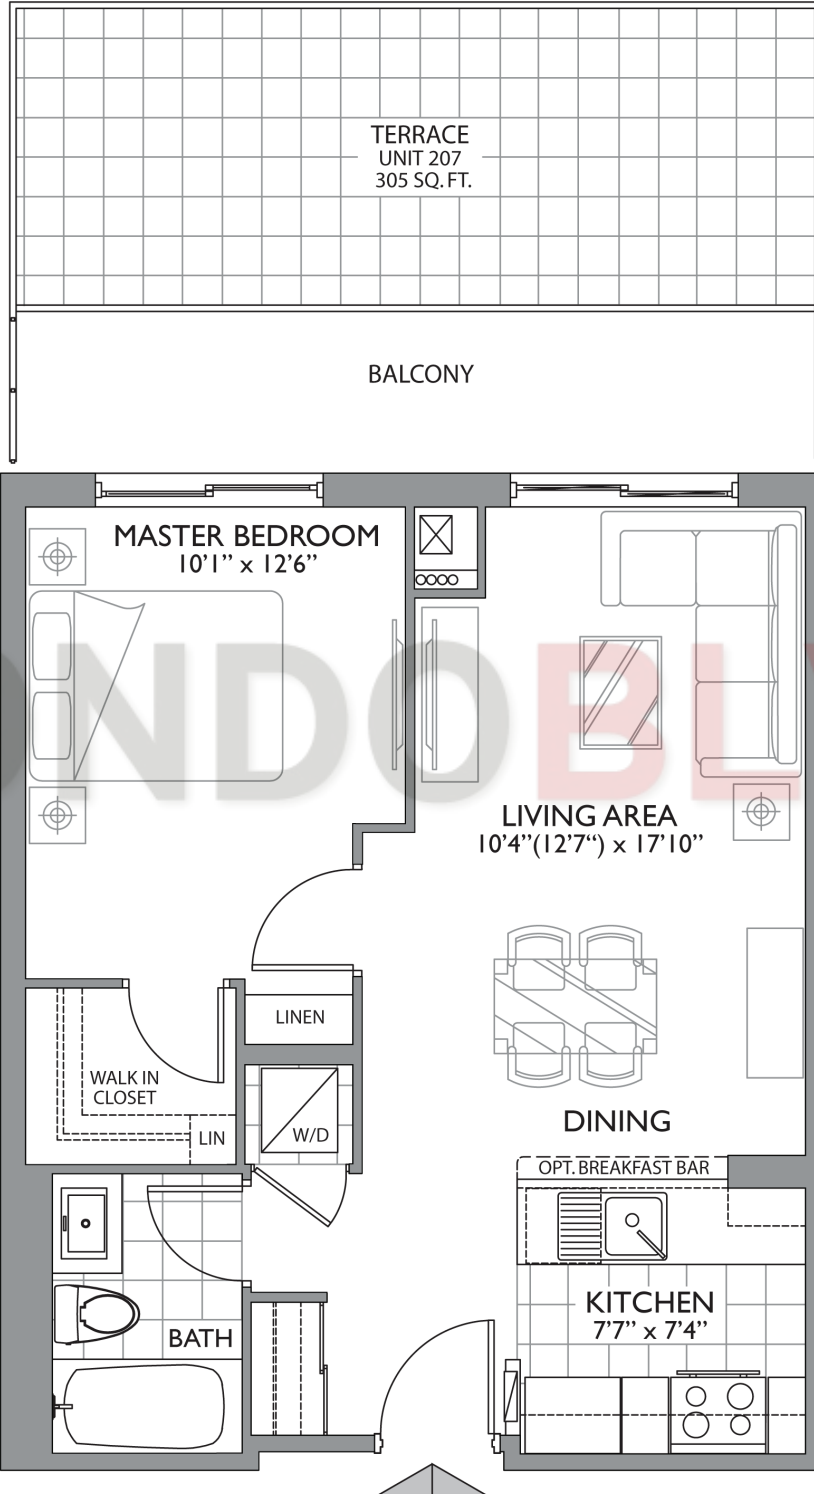 TERRACE
UNIT 207
305 SQ. FT.
BALCONY
MASTER BEDROOM
10'1" x 12'6"
ONDOBL
LIVING AREA
10'4"(12'7") x 17'10"
LINEN
WALK IN
CLOSET
LIN
W/D
DINING
OPT. BREAKFAST BAR
KITCHEN
7'7" x 7'4"
BATH